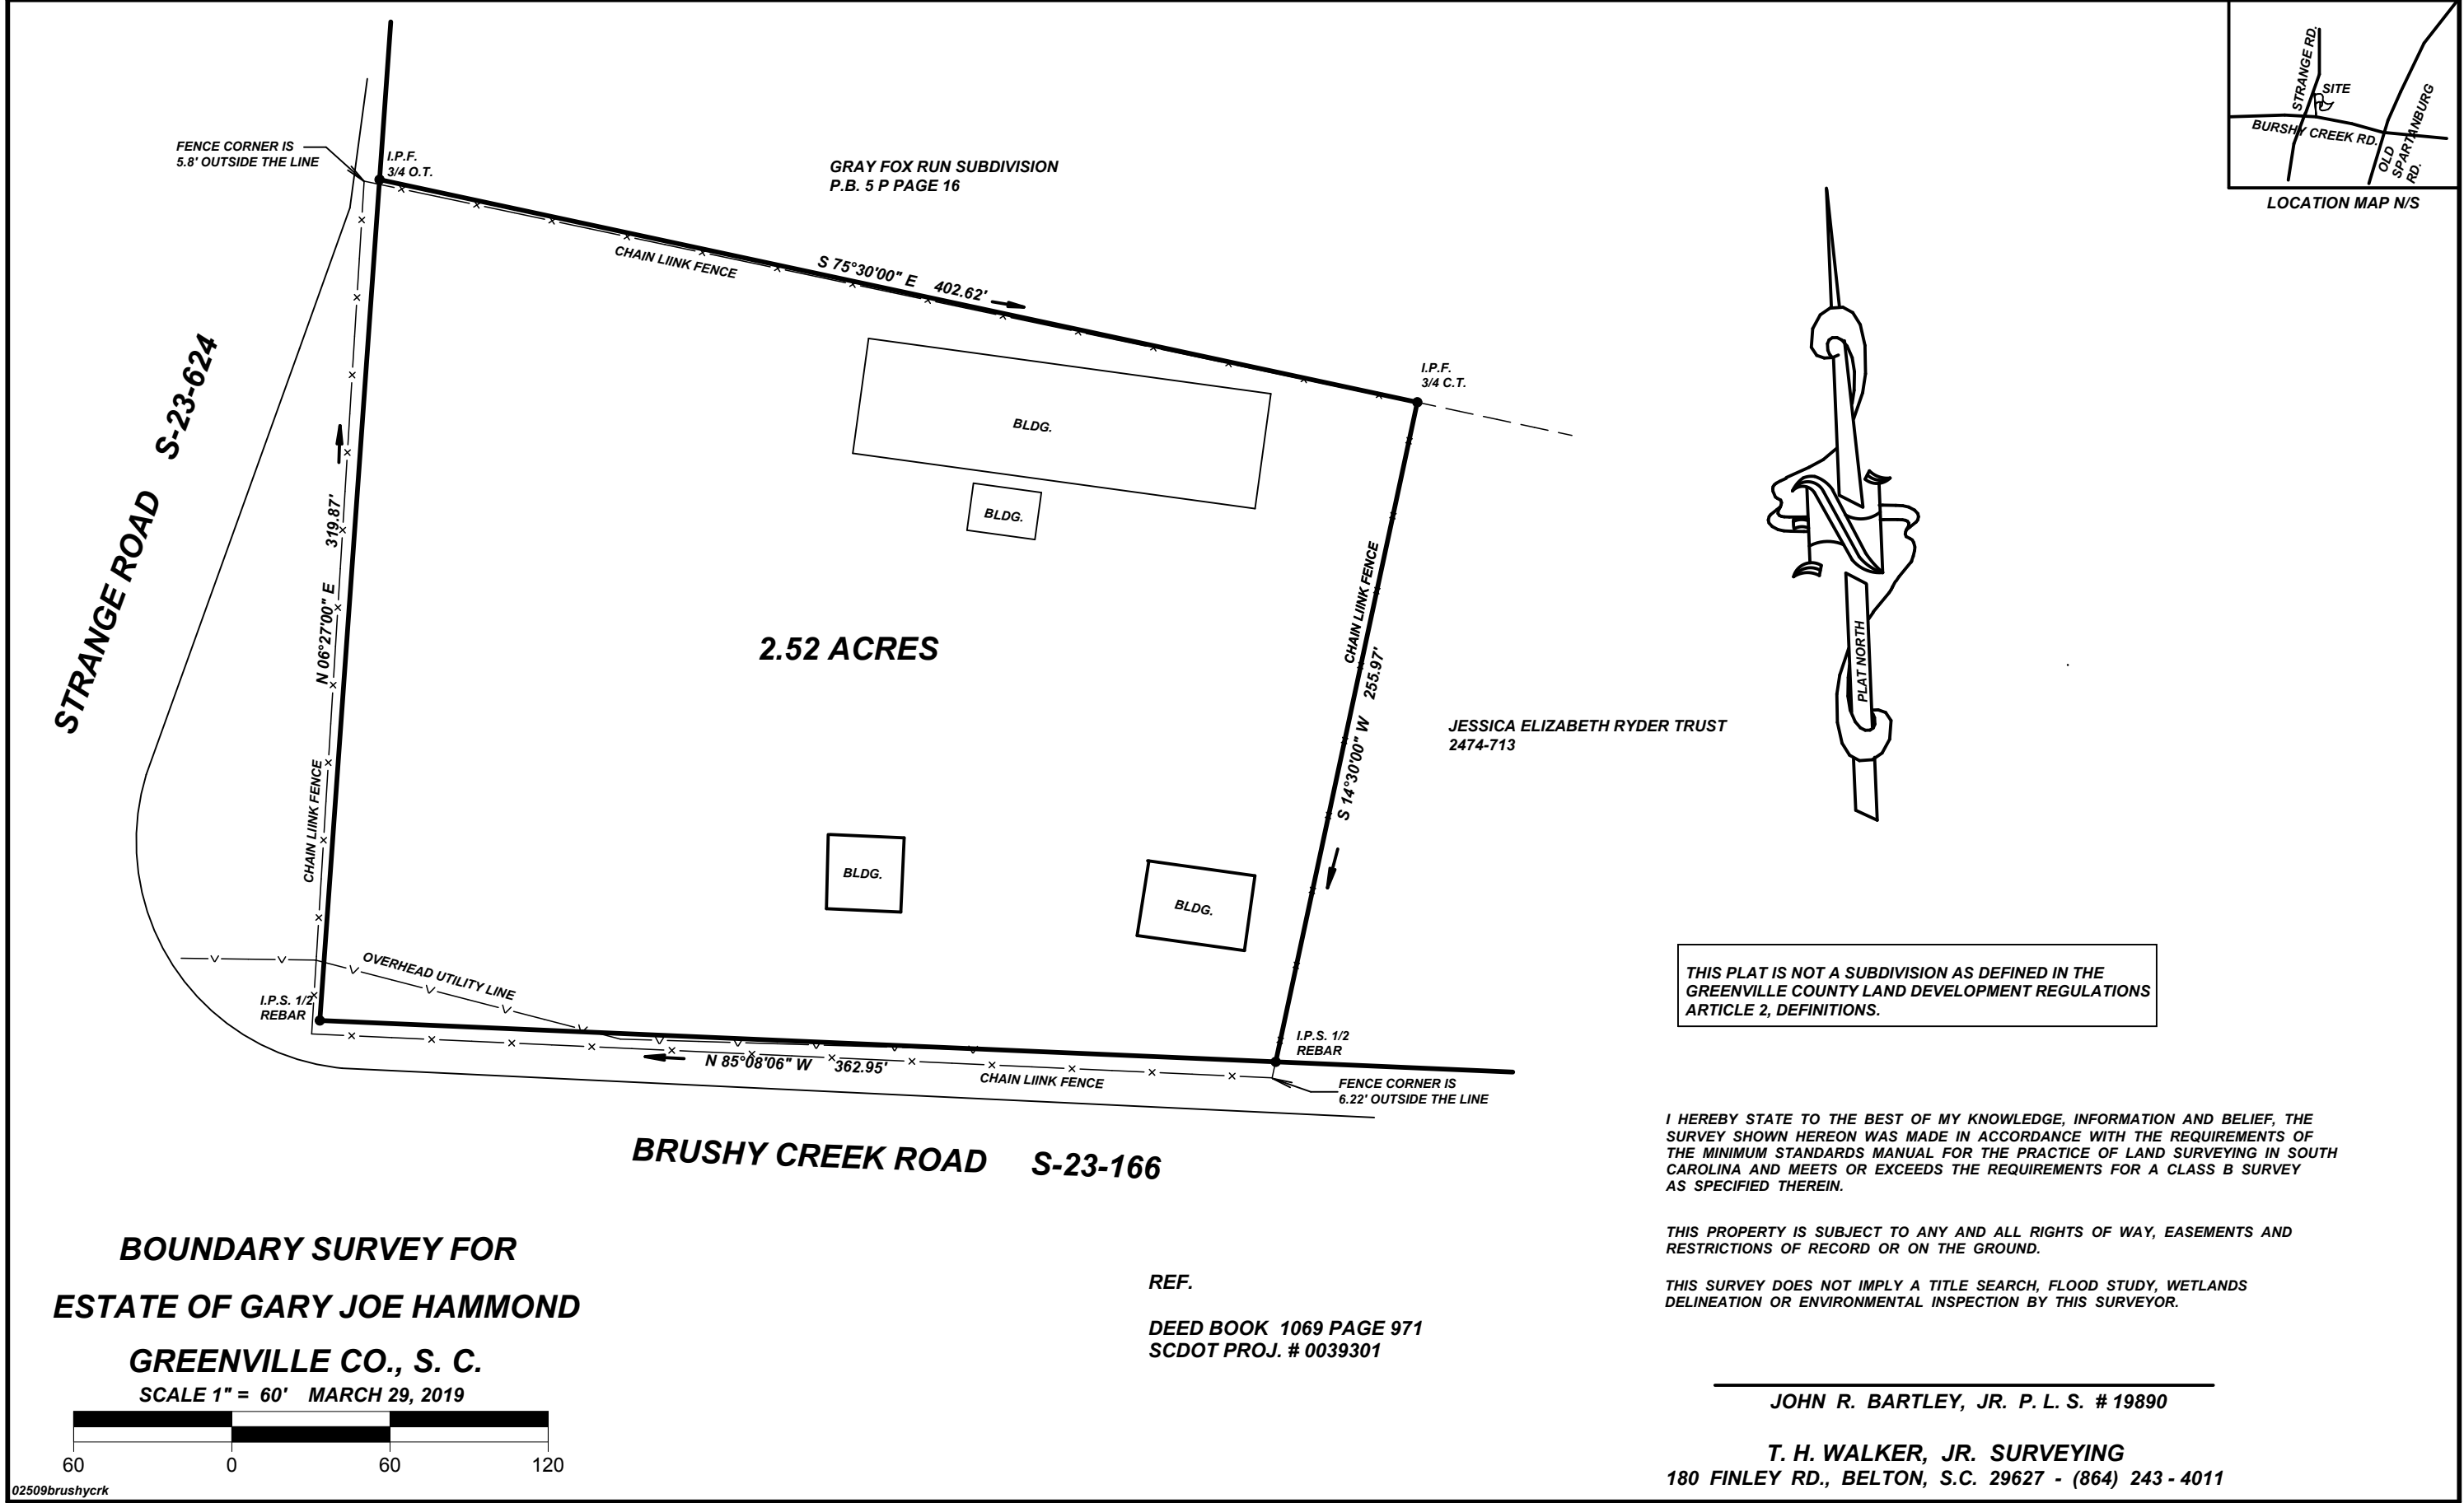 STRANGE RD.
SITE
BURSHY CREEK RD.
OLD
SPARTANBURG
RD.
LOCATION MAP N/S
FENCE CORNER IS
5.8' OUTSIDE THE LINE
I.P.F.
3/4 O.T.
GRAY FOX RUN SUBDIVISION
P.B. 5 P PAGE 16
CHAIN LIINK FENCE
S 75°30'00" E 402.62'
I.P.F.
3/4 C.T.
STRANGE ROAD S-23-624
BLDG.
BLDG.
N 06°27'00" E 319.87'
CHAIN LIINK FENCE
2.52 ACRES
CHAIN LIINK FENCE
S 14°30'00" W 255.97'
JESSICA ELIZABETH RYDER TRUST
2474-713
PLAT NORTH
BLDG.
BLDG.
OVERHEAD UTILITY LINE
I.P.S. 1/2
REBAR
I.P.S. 1/2
REBAR
N 85°08'06" W 362.95'
CHAIN LIINK FENCE
FENCE CORNER IS
6.22' OUTSIDE THE LINE
BRUSHY CREEK ROAD S-23-166
THIS PLAT IS NOT A SUBDIVISION AS DEFINED IN THE
GREENVILLE COUNTY LAND DEVELOPMENT REGULATIONS
ARTICLE 2, DEFINITIONS.
I HEREBY STATE TO THE BEST OF MY KNOWLEDGE, INFORMATION AND BELIEF, THE
SURVEY SHOWN HEREON WAS MADE IN ACCORDANCE WITH THE REQUIREMENTS OF
THE MINIMUM STANDARDS MANUAL FOR THE PRACTICE OF LAND SURVEYING IN SOUTH
CAROLINA AND MEETS OR EXCEEDS THE REQUIREMENTS FOR A CLASS B SURVEY
AS SPECIFIED THEREIN.
THIS PROPERTY IS SUBJECT TO ANY AND ALL RIGHTS OF WAY, EASEMENTS AND
RESTRICTIONS OF RECORD OR ON THE GROUND.
THIS SURVEY DOES NOT IMPLY A TITLE SEARCH, FLOOD STUDY, WETLANDS
DELINEATION OR ENVIRONMENTAL INSPECTION BY THIS SURVEYOR.
BOUNDARY SURVEY FOR
ESTATE OF GARY JOE HAMMOND
GREENVILLE CO., S. C.
SCALE 1" = 60' MARCH 29, 2019
60 0 60 120
02509brushycrk
REF.
DEED BOOK 1069 PAGE 971
SCDOT PROJ. # 0039301
JOHN R. BARTLEY, JR. P. L. S. # 19890
T. H. WALKER, JR. SURVEYING
180 FINLEY RD., BELTON, S.C. 29627 - (864) 243 - 4011